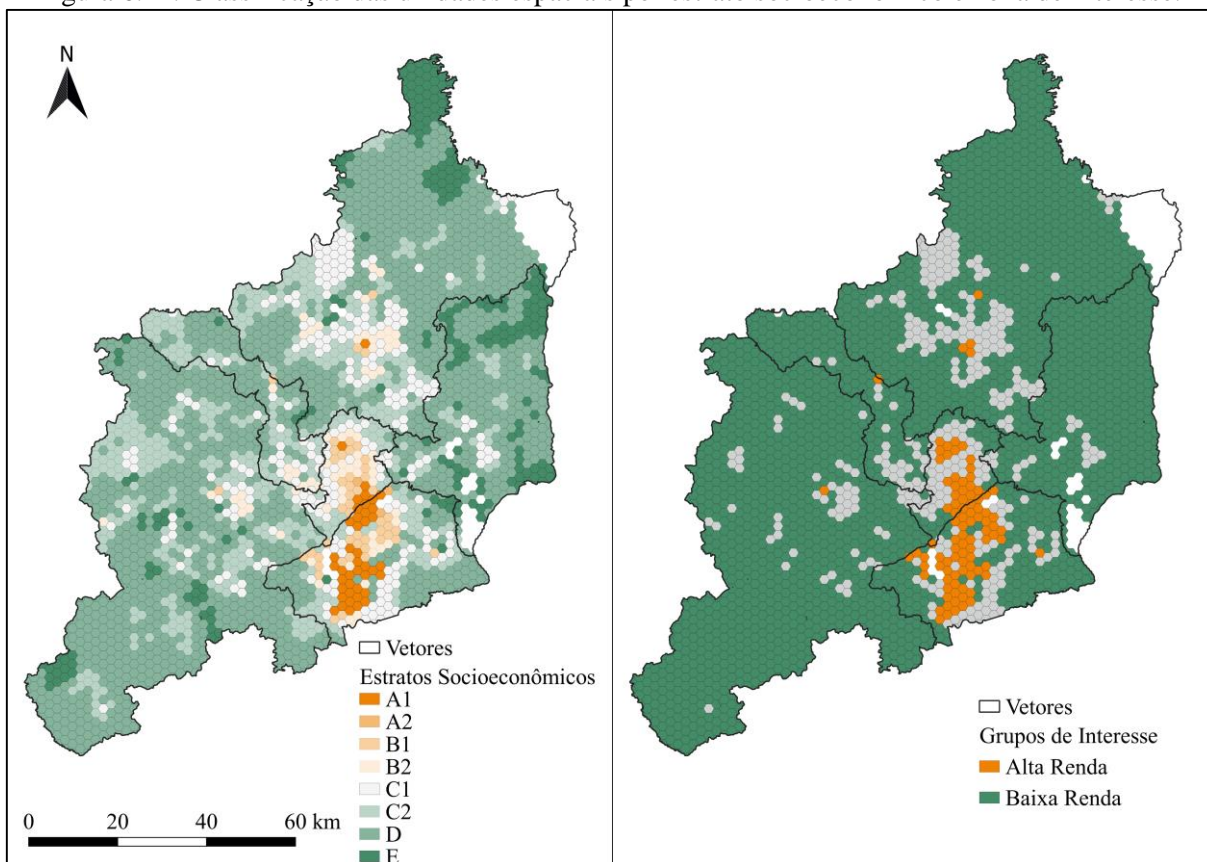 N
Vetores
Estratos Socioeconômicos
A1
A2
B1
B2
C1
C2
D
E
0 20 40 60 km
Vetores
Grupos de Interesse
Alta Renda
Baixa Renda